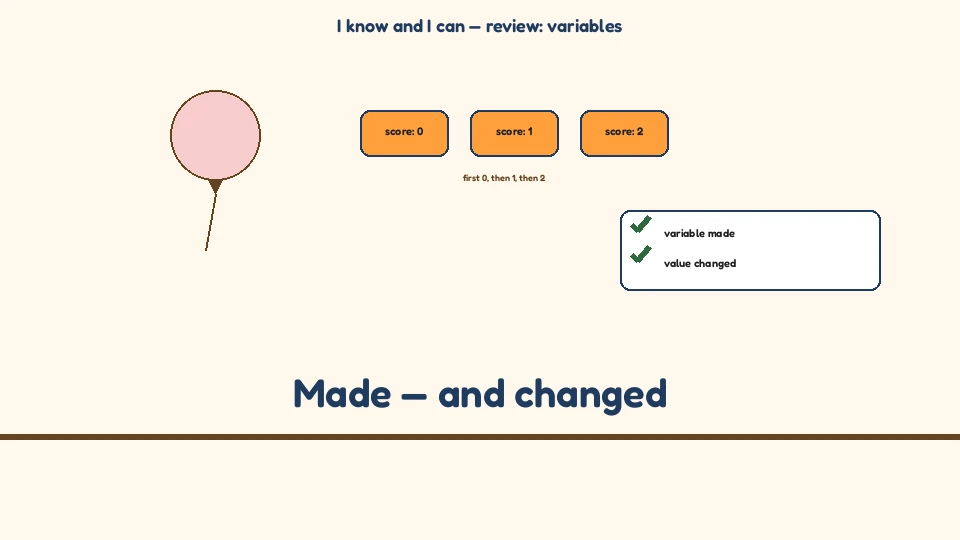 I know and I can — review: variables
score: 0
score: 1
score: 2
first 0, then 1, then 2
variable made
value changed
Made — and changed